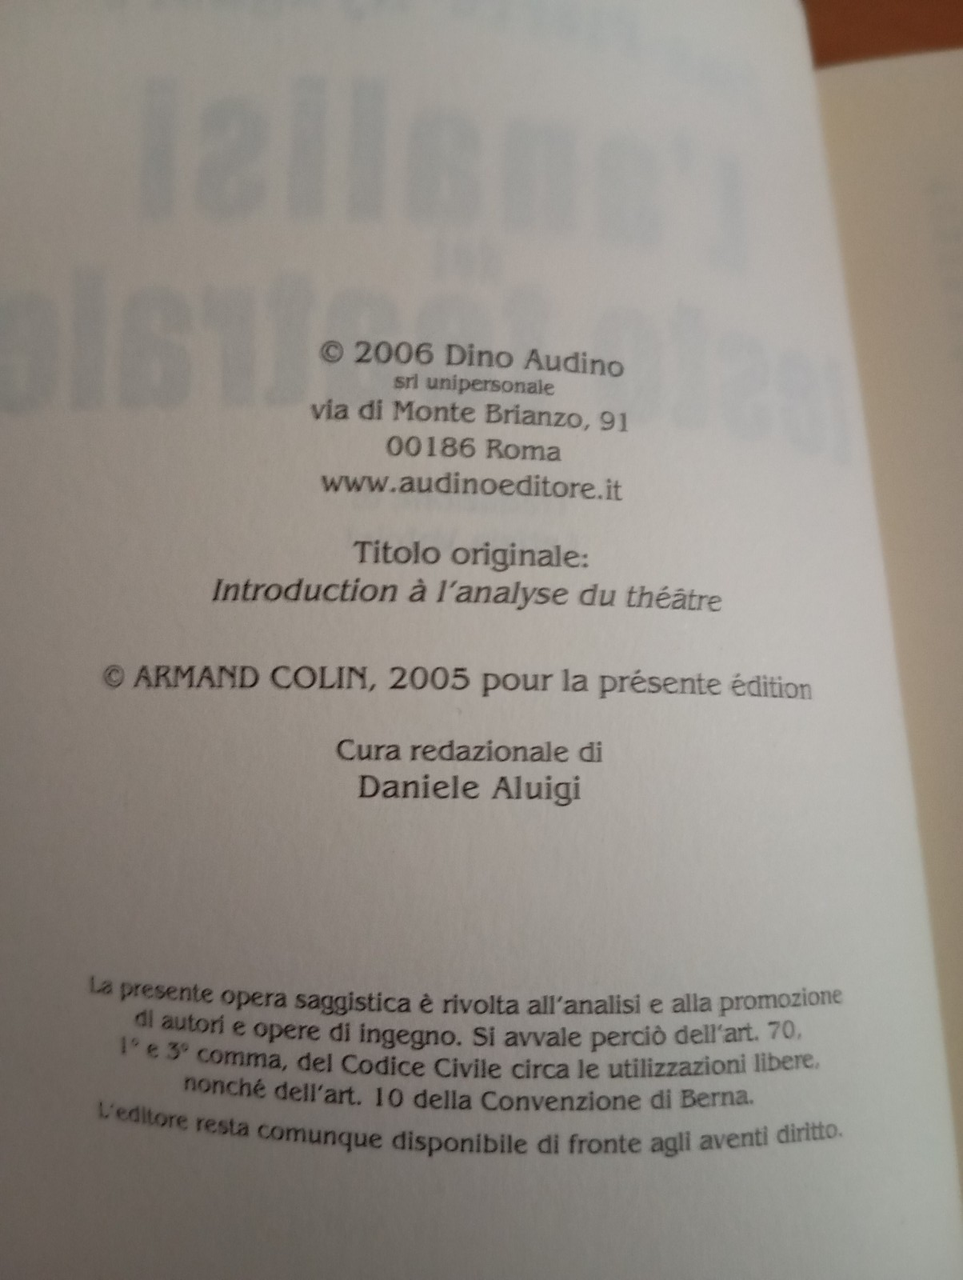 © 2006 Dino Audino
srl unipersonale
via di Monte Brianzo, 91
00186 Roma
www.audinoeditore.it
Titolo originale:
Introduction à l'analyse du théâtre
© ARMAND COLIN, 2005 pour la présente édition
Cura redazionale di
Daniele Aluigi
La presente opera saggistica è rivolta all'analisi e alla promozione
di autori e opere di ingegno. Si avvale perciò dell'art. 70,
1° e 3° comma, del Codice Civile circa le utilizzazioni libere,
nonché dell'art. 10 della Convenzione di Berna.
L'editore resta comunque disponibile di fronte agli aventi diritto.